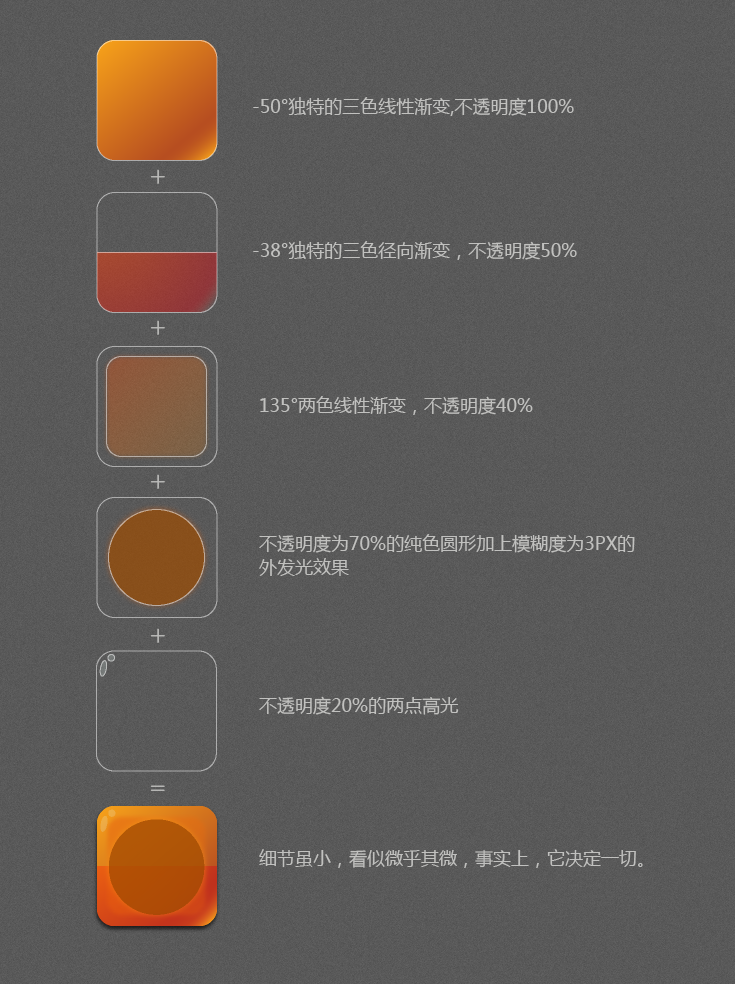 -50°独特的三色线性渐变,不透明度100%
+
-38°独特的三色径向渐变，不透明度50%
+
135°两色线性渐变，不透明度40%
+
不透明度为70%的纯色圆形加上模糊度为3PX的
外发光效果
+
不透明度20%的两点高光
=
细节虽小，看似微乎其微，事实上，它决定一切。